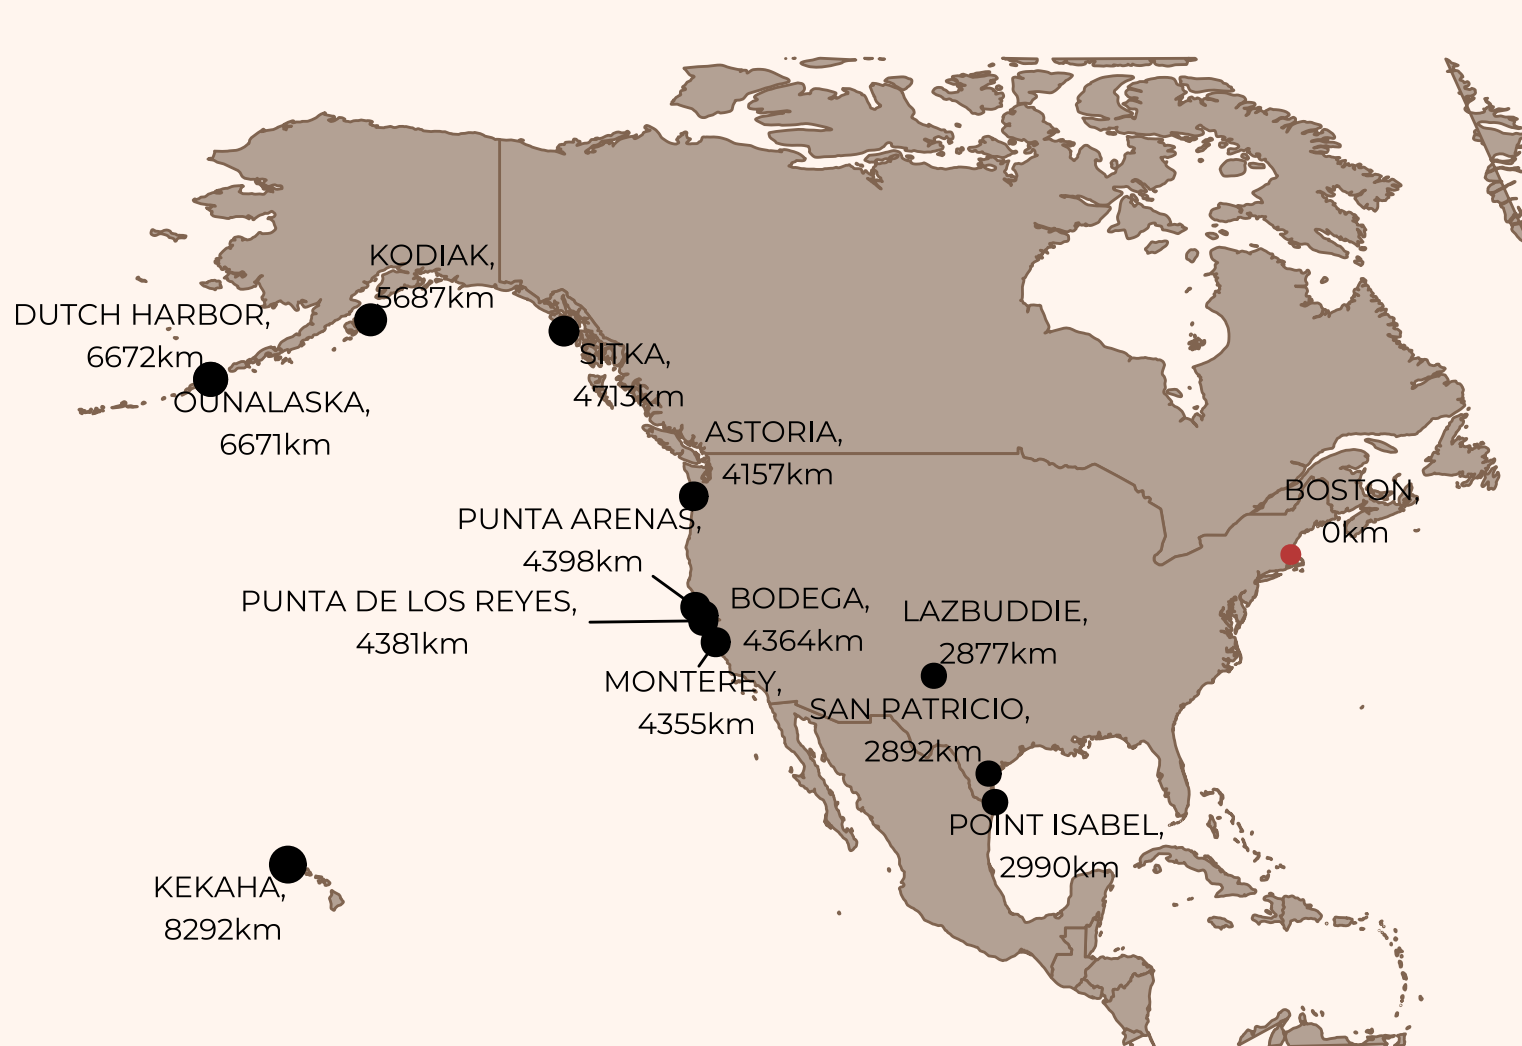 KODIAK,
5687km
DUTCH HARBOR,
6672km
OUNALASKA,
6671km
SITKA,
4713km
ASTORIA,
4157km
BOSTON,
0km
PUNTA ARENAS,
4398km
PUNTA DE LOS REYES,
4381km
BODEGA,
4364km
LAZBUDDIE,
2877km
MONTEREY,
4355km
SAN PATRICIO,
2892km
POINT ISABEL,
2990km
KEKAHA,
8292km